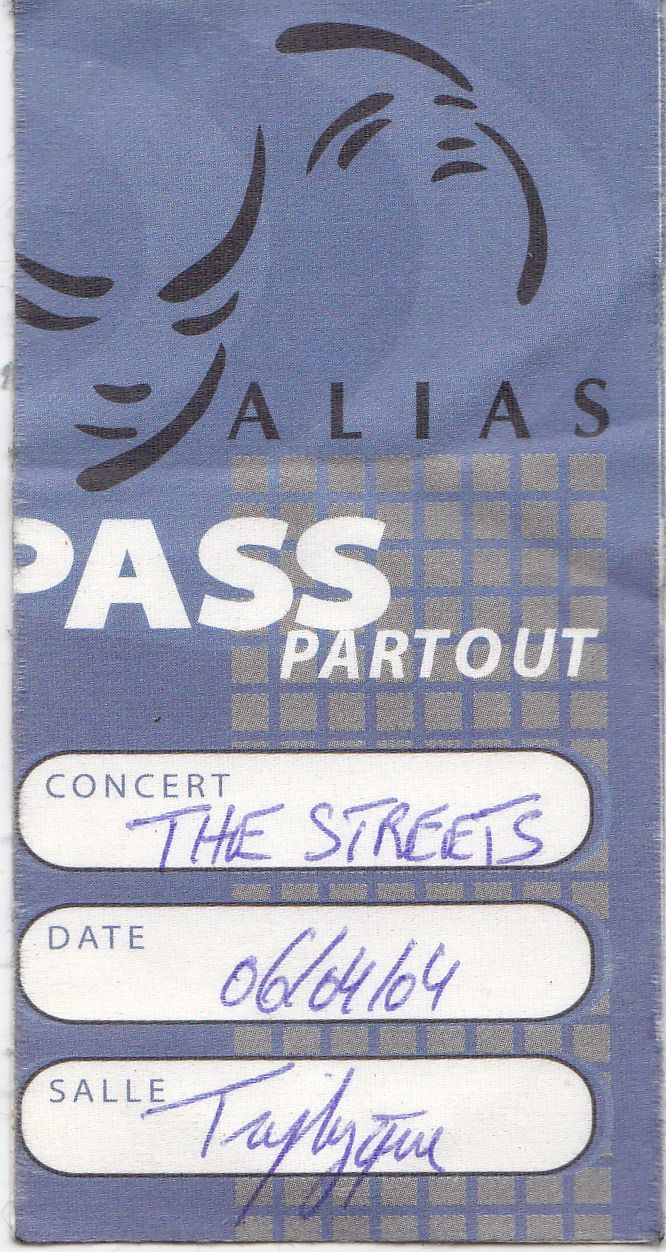 ALIAS
PASS
PARTOUT
CONCERT
THE STREETS
DATE
06/04/04
SALLE